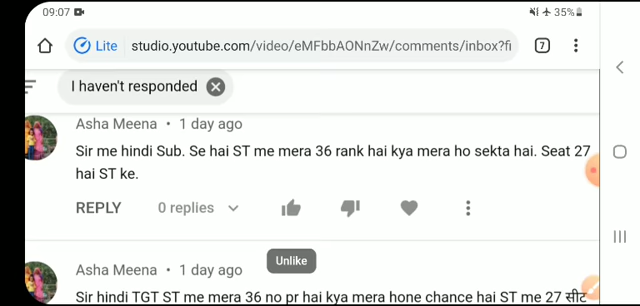 09:07 35%
Lite studio.youtube.com/video/eMFbbAONnZw/comments/inbox?fi 7
I haven't responded
Asha Meena • 1 day ago
Sir me hindi Sub. Se hai ST me mera 36 rank hai kya mera ho sekta hai. Seat 27
hai ST ke.
REPLY 0 replies
Unlike
Asha Meena • 1 day ago
Sir hindi TGT ST me mera 36 no pr hai kya mera hone chance hai ST me 27 सीट